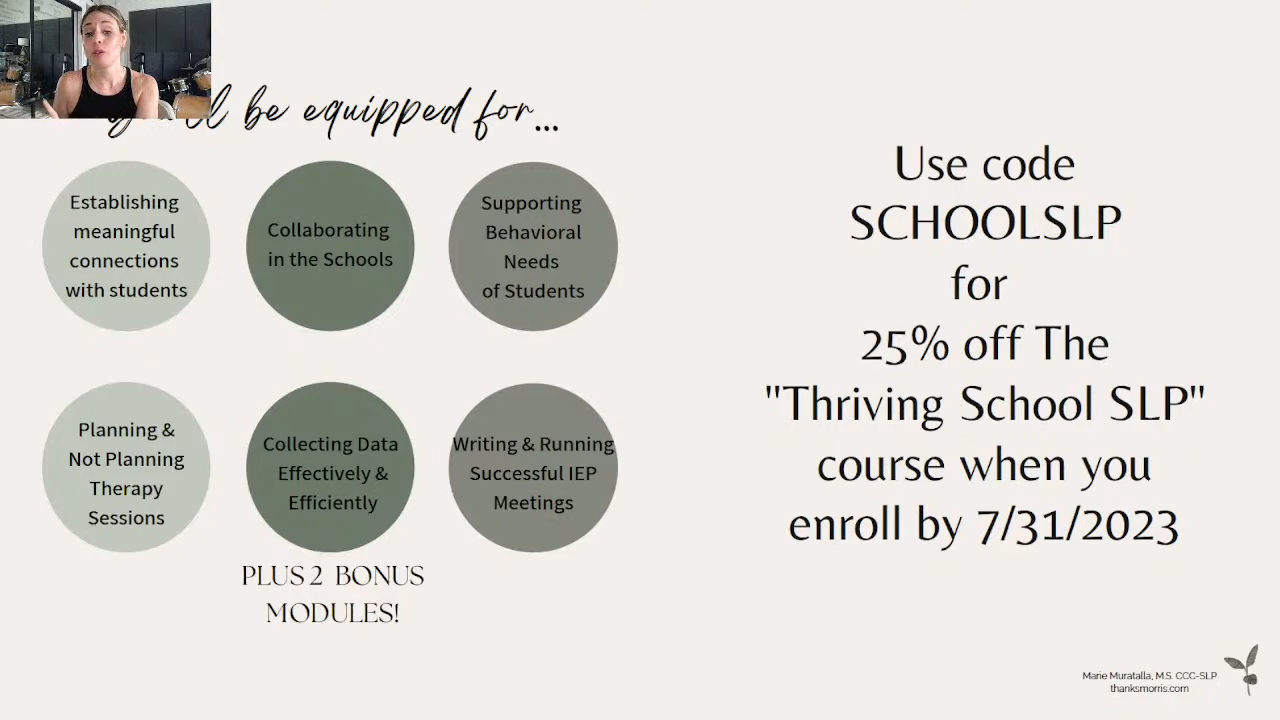 be equipped for...
Establishing
meaningful
connections
with students
Collaborating
in the Schools
Supporting
Behavioral
Needs
of Students
Planning &
Not Planning
Therapy
Sessions
Collecting Data
Effectively &
Efficiently
Writing & Running
Successful IEP
Meetings
PLUS 2 BONUS
MODULES!
Use code
SCHOOLSLP
for
25% off The
"Thriving School SLP"
course when you
enroll by 7/31/2023
Marie Muratalla, M.S. CCC-SLP
thanksmorris.com